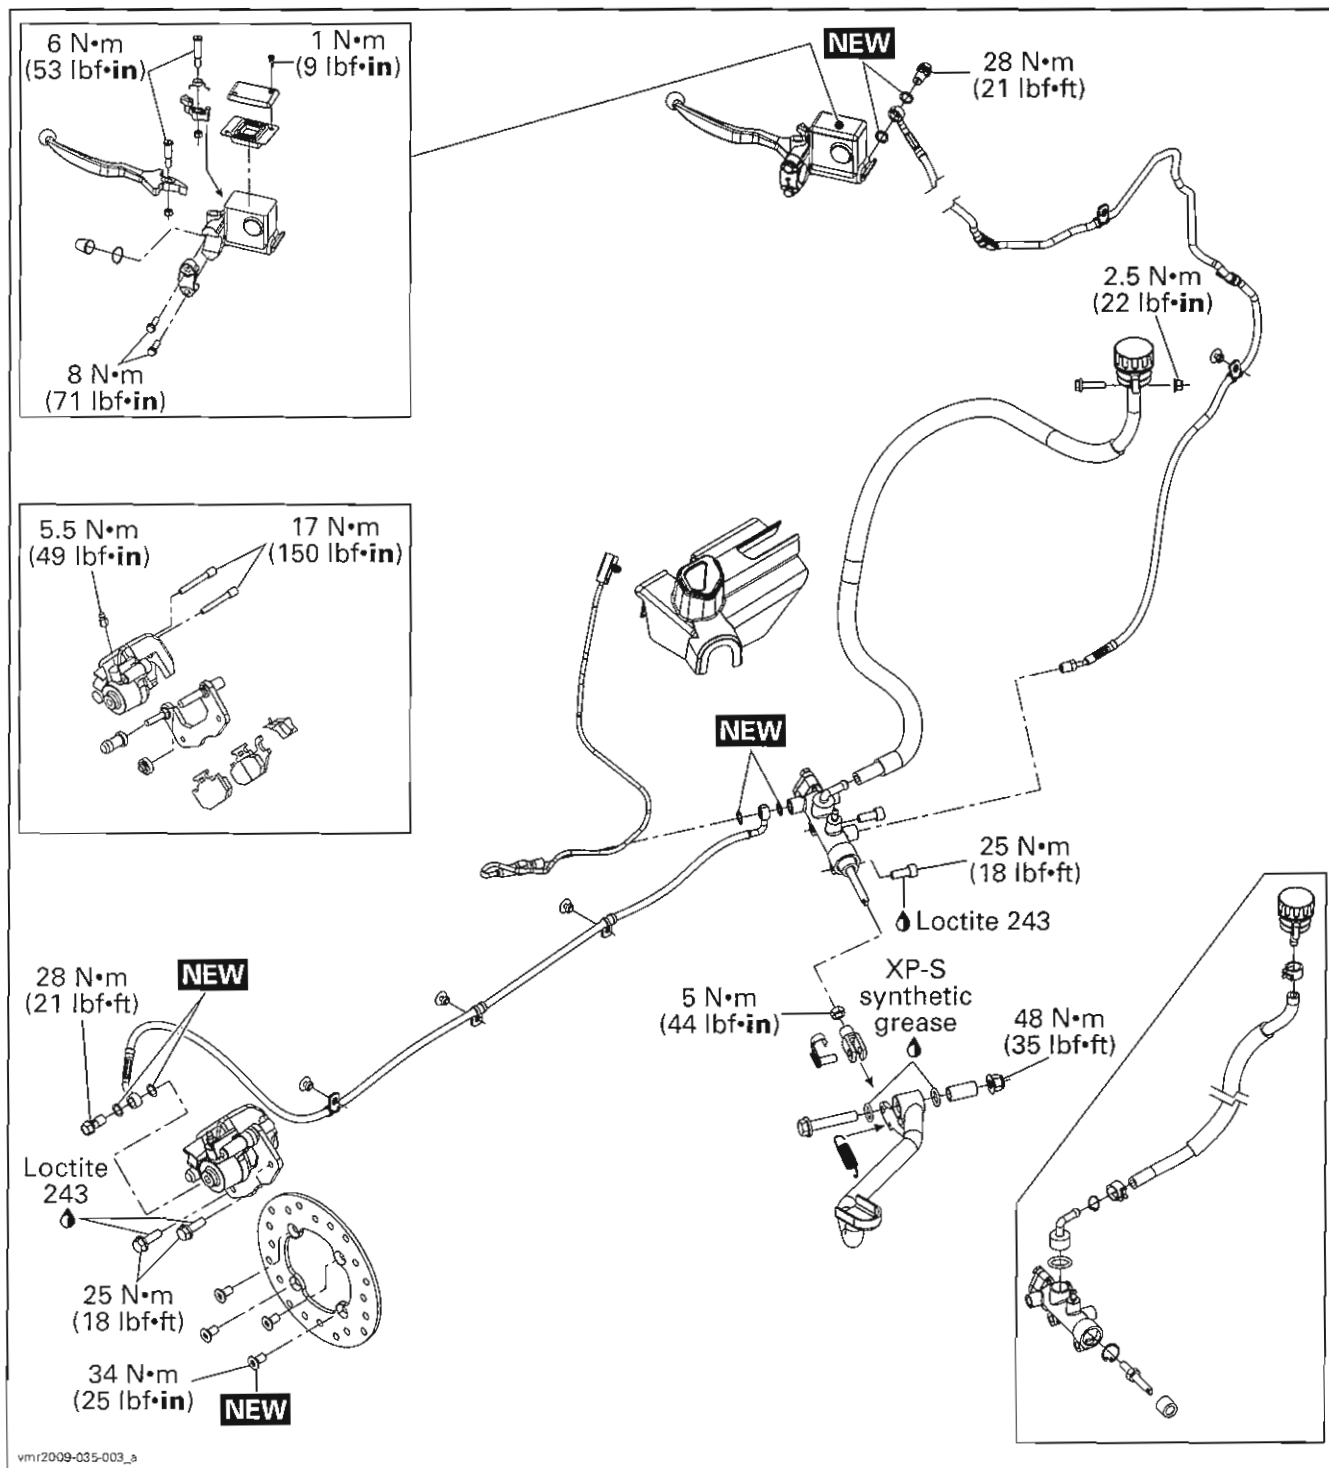 6 N•m
(53 lbf•in)
1 N•m
(9 lbf•in)
8 N•m
(71 lbf•in)
NEW
28 N•m
(21 lbf•ft)
2.5 N•m
(22 lbf•in)
5.5 N•m
(49 lbf•in)
17 N•m
(150 lbf•in)
NEW
25 N•m
(18 lbf•ft)
Loctite 243
XP-S
synthetic
grease
5 N•m
(44 lbf•in)
48 N•m
(35 lbf•ft)
28 N•m
(21 lbf•ft)
NEW
Loctite
243
25 N•m
(18 lbf•ft)
34 N•m
(25 lbf•in)
NEW
vmr2009-035-003_a